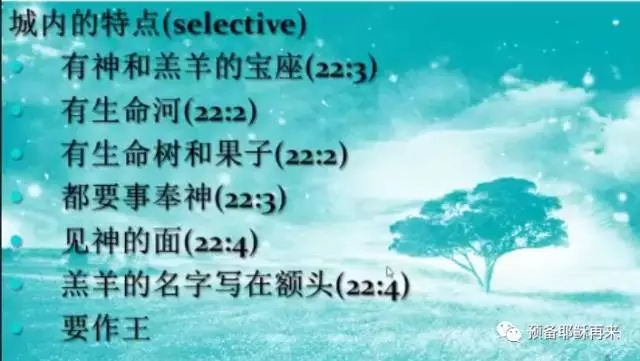 城内的特点(selective)
有神和羔羊的宝座(22:3)
有生命河(22:2)
有生命树和果子(22:2)
都要事奉神(22:3)
见神的面(22:4)
羔羊的名字写在额头(22:4)
要作王
预备耶稣再来